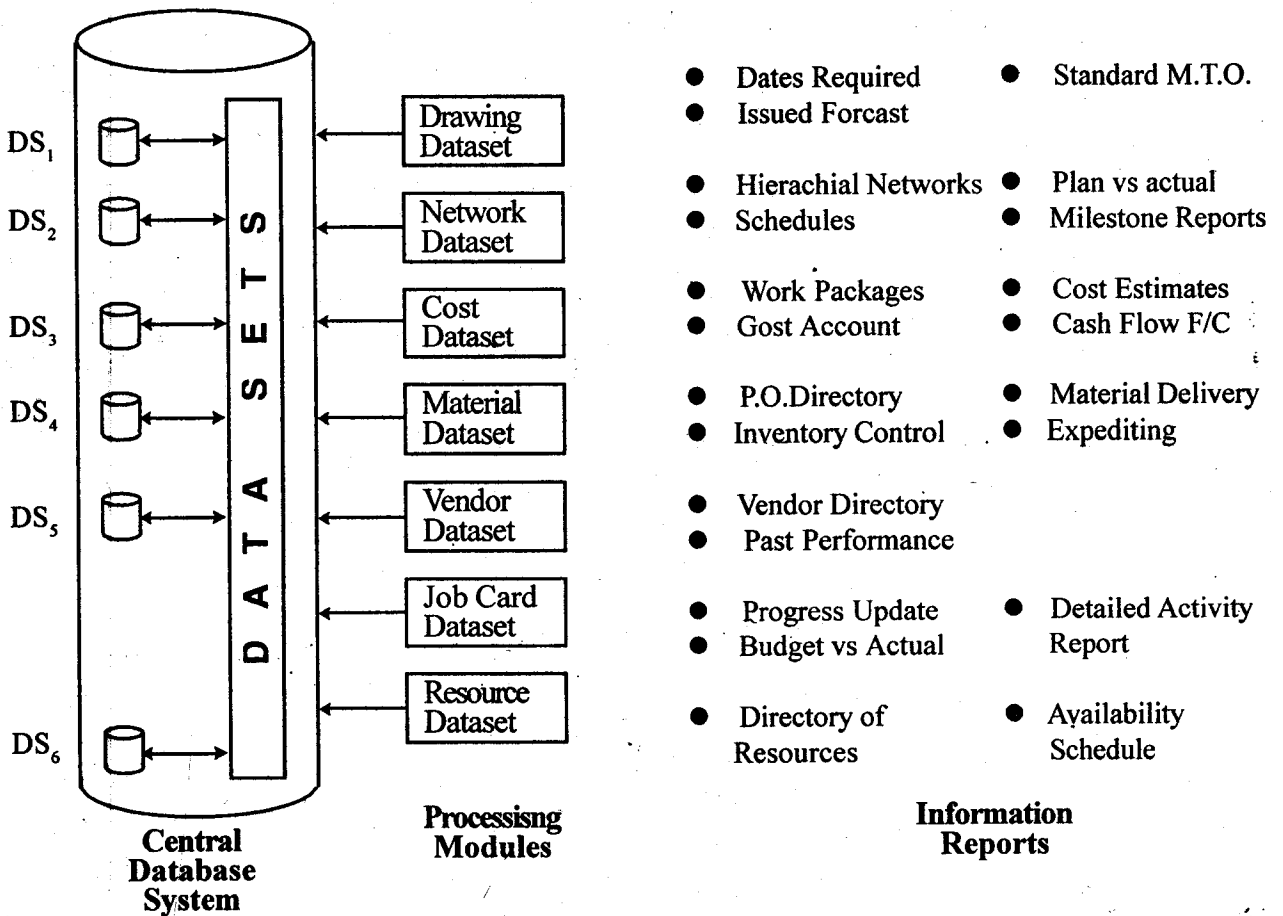 DS1
DS2
DS3
DS4
DS5
DS6
DATA SETS
Central
Database
System
Drawing
Dataset
Network
Dataset
Cost
Dataset
Material
Dataset
Vendor
Dataset
Job Card
Dataset
Resource
Dataset
Processisng
Modules
● Dates Required ● Standard M.T.O.
● Issued Forcast
● Hierachial Networks ● Plan vs actual
● Schedules ● Milestone Reports
● Work Packages ● Cost Estimates
● Gost Account ● Cash Flow F/C
● P.O.Directory ● Material Delivery
● Inventory Control ● Expediting
● Vendor Directory
● Past Performance
● Progress Update ● Detailed Activity
● Budget vs Actual Report
● Directory of ● Availability
Resources Schedule
Information
Reports